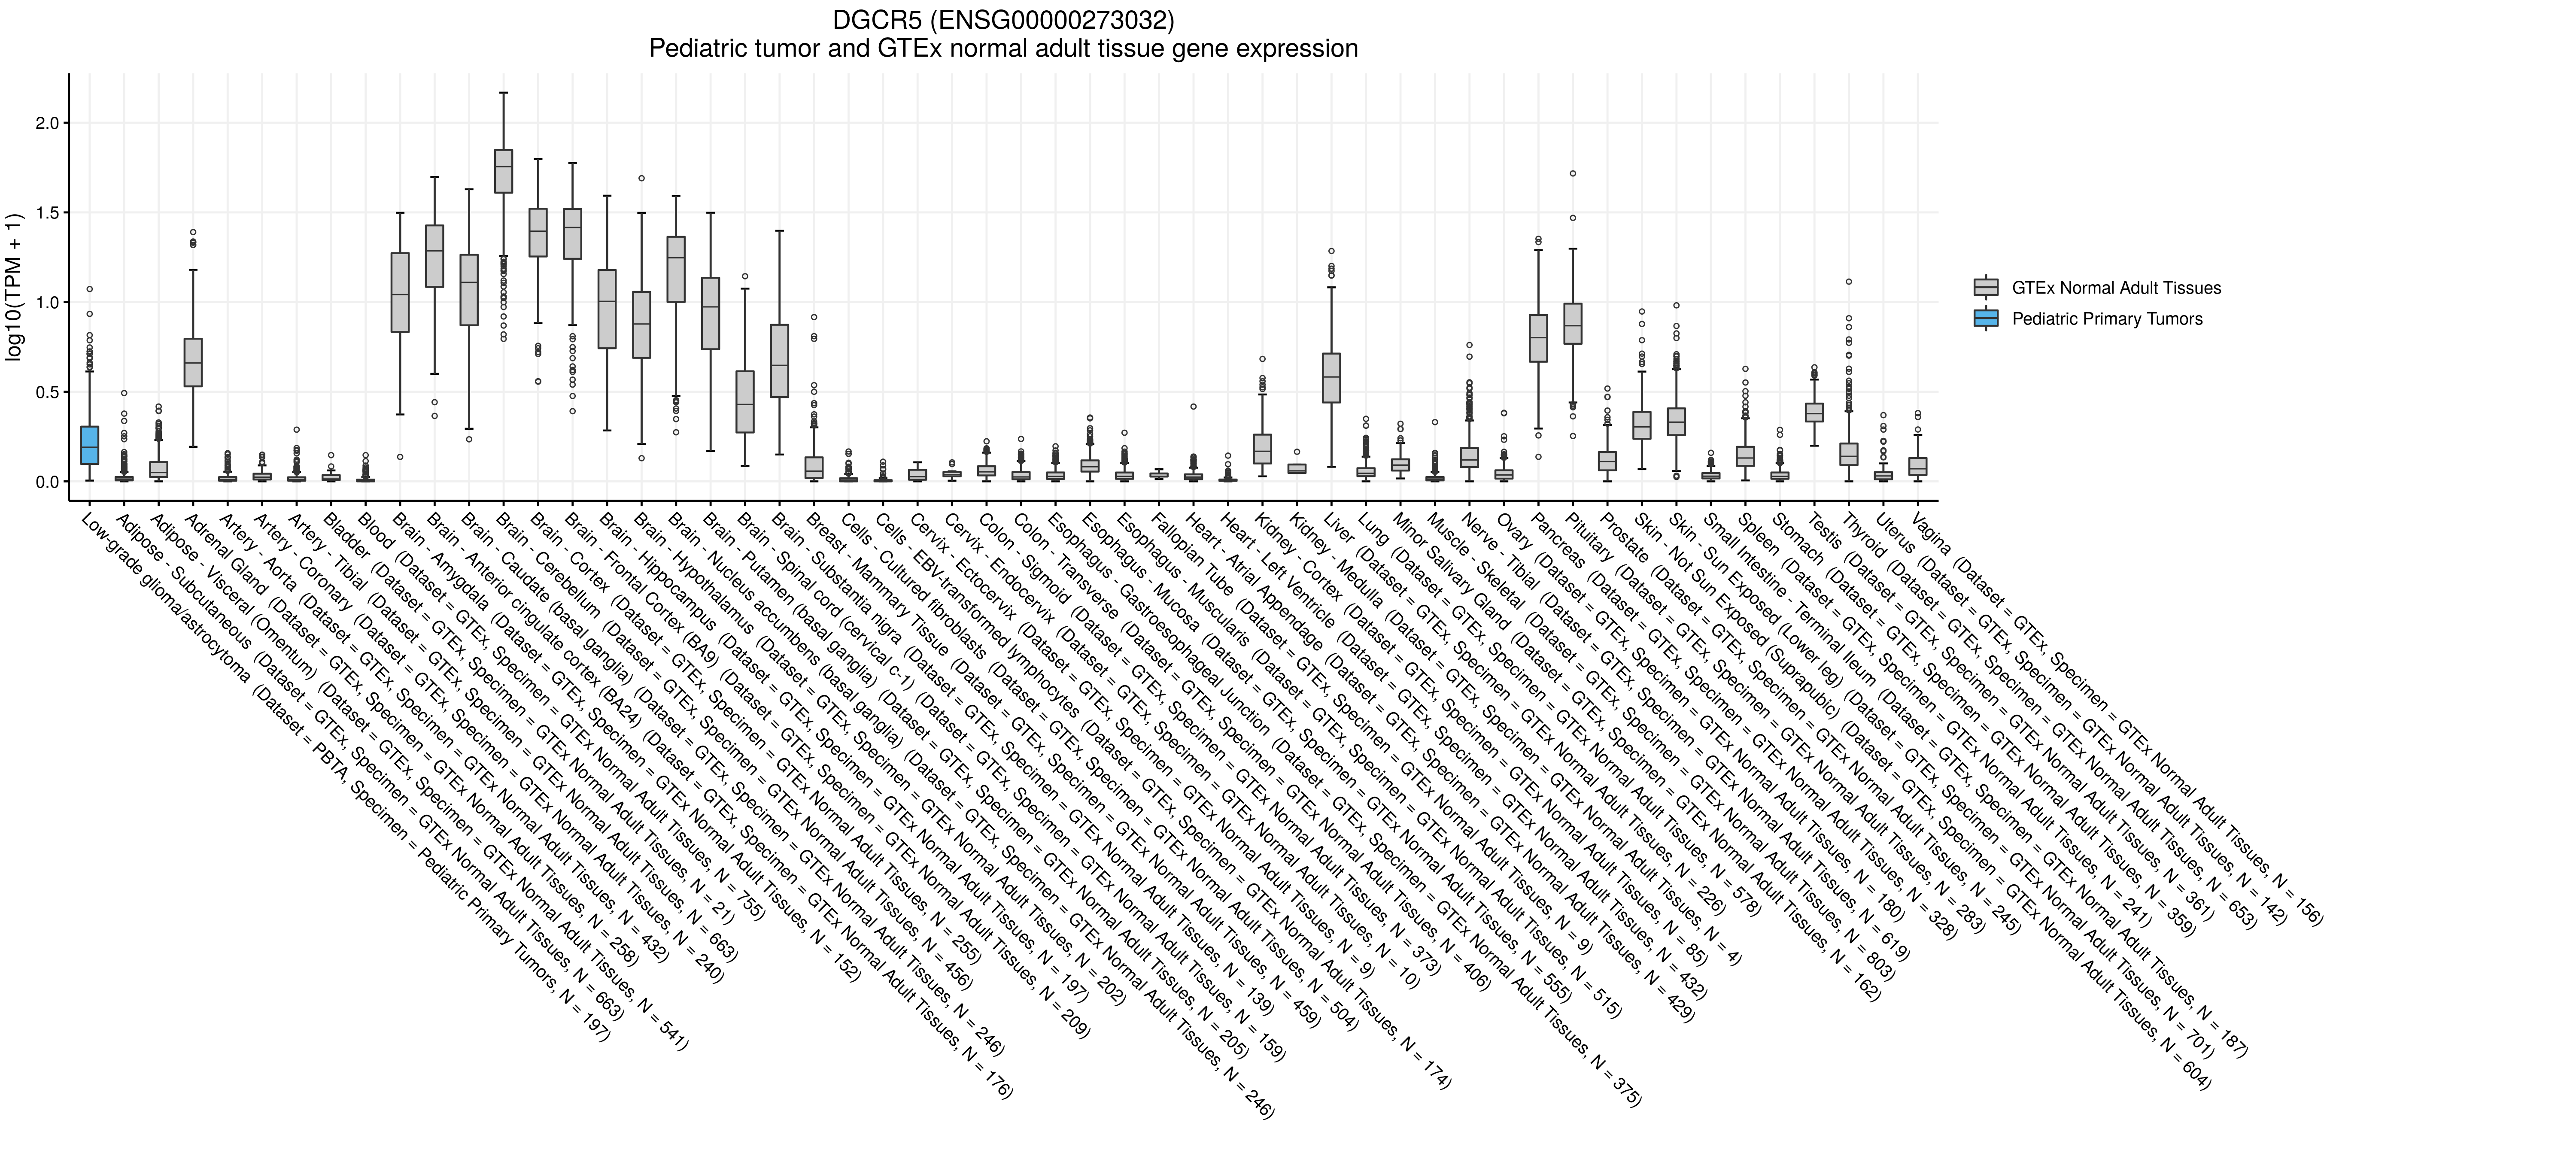 DGCR5 (ENSG00000273032)
Pediatric tumor and GTEx normal adult tissue gene expression
log10(TPM + 1)
2.0
1.5
1.0
0.5
0.0
GTEx Normal Adult Tissues
Pediatric Primary Tumors
Low-grade glioma/astrocytoma (Dataset = PBTA, Specimen = Pediatric Primary Tumors, N = 197)
Adipose - Subcutaneous (Dataset = GTEx, Specimen = GTEx Normal Adult Tissues, N = 663)
Adipose - Visceral (Omentum) (Dataset = GTEx, Specimen = GTEx Normal Adult Tissues, N = 541)
Adrenal Gland (Dataset = GTEx, Specimen = GTEx Normal Adult Tissues, N = 258)
Artery - Aorta (Dataset = GTEx, Specimen = GTEx Normal Adult Tissues, N = 432)
Artery - Coronary (Dataset = GTEx, Specimen = GTEx Normal Adult Tissues, N = 240)
Artery - Tibial (Dataset = GTEx, Specimen = GTEx Normal Adult Tissues, N = 663)
Bladder (Dataset = GTEx, Specimen = GTEx Normal Adult Tissues, N = 21)
Blood (Dataset = GTEx, Specimen = GTEx Normal Adult Tissues, N = 755)
Brain - Amygdala (Dataset = GTEx, Specimen = GTEx Normal Adult Tissues, N = 152)
Brain - Anterior cingulate cortex (BA24) (Dataset = GTEx, Specimen = GTEx Normal Adult Tissues, N = 176)
Brain - Caudate (basal ganglia) (Dataset = GTEx, Specimen = GTEx Normal Adult Tissues, N = 246)
Brain - Cerebellum (Dataset = GTEx, Specimen = GTEx Normal Adult Tissues, N = 456)
Brain - Cortex (Dataset = GTEx, Specimen = GTEx Normal Adult Tissues, N = 255)
Brain - Frontal Cortex (BA9) (Dataset = GTEx, Specimen = GTEx Normal Adult Tissues, N = 209)
Brain - Hippocampus (Dataset = GTEx, Specimen = GTEx Normal Adult Tissues, N = 197)
Brain - Hypothalamus (Dataset = GTEx, Specimen = GTEx Normal Adult Tissues, N = 202)
Brain - Nucleus accumbens (basal ganglia) (Dataset = GTEx, Specimen = GTEx Normal Adult Tissues, N = 246)
Brain - Putamen (basal ganglia) (Dataset = GTEx, Specimen = GTEx Normal Adult Tissues, N = 205)
Brain - Spinal cord (cervical c-1) (Dataset = GTEx, Specimen = GTEx Normal Adult Tissues, N = 159)
Brain - Substantia nigra (Dataset = GTEx, Specimen = GTEx Normal Adult Tissues, N = 139)
Breast - Mammary Tissue (Dataset = GTEx, Specimen = GTEx Normal Adult Tissues, N = 459)
Cells - Cultured fibroblasts (Dataset = GTEx, Specimen = GTEx Normal Adult Tissues, N = 504)
Cells - EBV-transformed lymphocytes (Dataset = GTEx, Specimen = GTEx Normal Adult Tissues, N = 174)
Cervix - Ectocervix (Dataset = GTEx, Specimen = GTEx Normal Adult Tissues, N = 9)
Cervix - Endocervix (Dataset = GTEx, Specimen = GTEx Normal Adult Tissues, N = 10)
Colon - Sigmoid (Dataset = GTEx, Specimen = GTEx Normal Adult Tissues, N = 373)
Colon - Transverse (Dataset = GTEx, Specimen = GTEx Normal Adult Tissues, N = 406)
Esophagus - Gastroesophageal Junction (Dataset = GTEx, Specimen = GTEx Normal Adult Tissues, N = 375)
Esophagus - Mucosa (Dataset = GTEx, Specimen = GTEx Normal Adult Tissues, N = 555)
Esophagus - Muscularis (Dataset = GTEx, Specimen = GTEx Normal Adult Tissues, N = 515)
Fallopian Tube (Dataset = GTEx, Specimen = GTEx Normal Adult Tissues, N = 9)
Heart - Atrial Appendage (Dataset = GTEx, Specimen = GTEx Normal Adult Tissues, N = 429)
Heart - Left Ventricle (Dataset = GTEx, Specimen = GTEx Normal Adult Tissues, N = 432)
Kidney - Cortex (Dataset = GTEx, Specimen = GTEx Normal Adult Tissues, N = 85)
Kidney - Medulla (Dataset = GTEx, Specimen = GTEx Normal Adult Tissues, N = 4)
Liver (Dataset = GTEx, Specimen = GTEx Normal Adult Tissues, N = 226)
Lung (Dataset = GTEx, Specimen = GTEx Normal Adult Tissues, N = 578)
Minor Salivary Gland (Dataset = GTEx, Specimen = GTEx Normal Adult Tissues, N = 162)
Muscle - Skeletal (Dataset = GTEx, Specimen = GTEx Normal Adult Tissues, N = 803)
Nerve - Tibial (Dataset = GTEx, Specimen = GTEx Normal Adult Tissues, N = 619)
Ovary (Dataset = GTEx, Specimen = GTEx Normal Adult Tissues, N = 180)
Pancreas (Dataset = GTEx, Specimen = GTEx Normal Adult Tissues, N = 328)
Pituitary (Dataset = GTEx, Specimen = GTEx Normal Adult Tissues, N = 283)
Prostate (Dataset = GTEx, Specimen = GTEx Normal Adult Tissues, N = 245)
Skin - Not Sun Exposed (Suprapubic) (Dataset = GTEx, Specimen = GTEx Normal Adult Tissues, N = 604)
Skin - Sun Exposed (Lower leg) (Dataset = GTEx, Specimen = GTEx Normal Adult Tissues, N = 701)
Small Intestine - Terminal Ileum (Dataset = GTEx, Specimen = GTEx Normal Adult Tissues, N = 187)
Spleen (Dataset = GTEx, Specimen = GTEx Normal Adult Tissues, N = 241)
Stomach (Dataset = GTEx, Specimen = GTEx Normal Adult Tissues, N = 359)
Testis (Dataset = GTEx, Specimen = GTEx Normal Adult Tissues, N = 361)
Thyroid (Dataset = GTEx, Specimen = GTEx Normal Adult Tissues, N = 653)
Uterus (Dataset = GTEx, Specimen = GTEx Normal Adult Tissues, N = 142)
Vagina (Dataset = GTEx, Specimen = GTEx Normal Adult Tissues, N = 156)